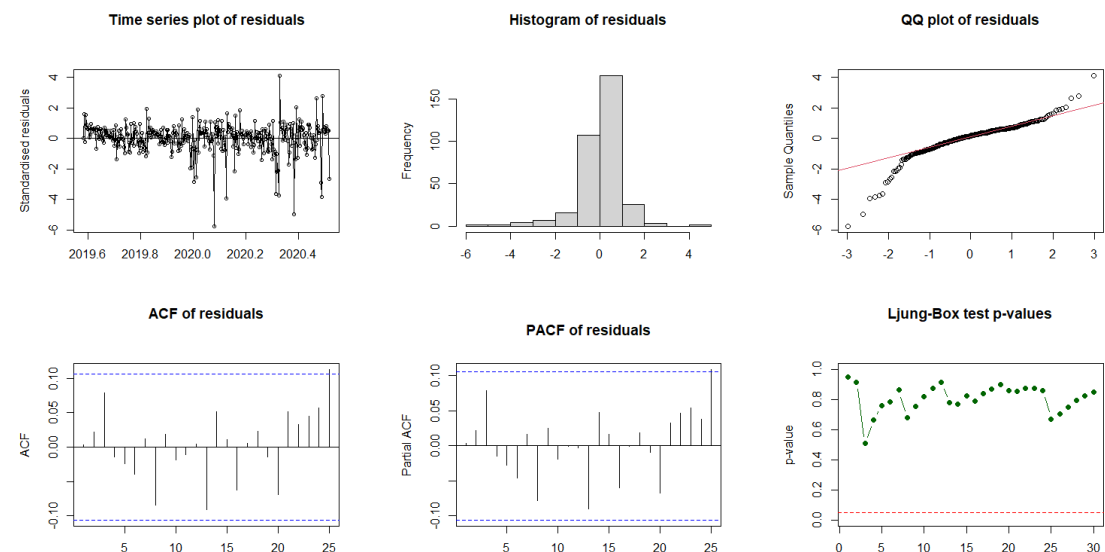 Time series plot of residuals
Standardised residuals
4
2
0
-2
-4
-6
2019.6 2019.8 2020.0 2020.2 2020.4
Histogram of residuals
Frequency
150
100
50
0
-6 -4 -2 0 2 4
QQ plot of residuals
Sample Quantiles
4
2
0
-2
-4
-6
-3 -2 -1 0 1 2 3
ACF of residuals
ACF
0.10
0.05
0.00
-0.10
5 10 15 20 25
PACF of residuals
Partial ACF
0.10
0.05
0.00
-0.10
5 10 15 20 25
Ljung-Box test p-values
p-value
1.0
0.8
0.6
0.4
0.2
0.0
0 5 10 15 20 25 30